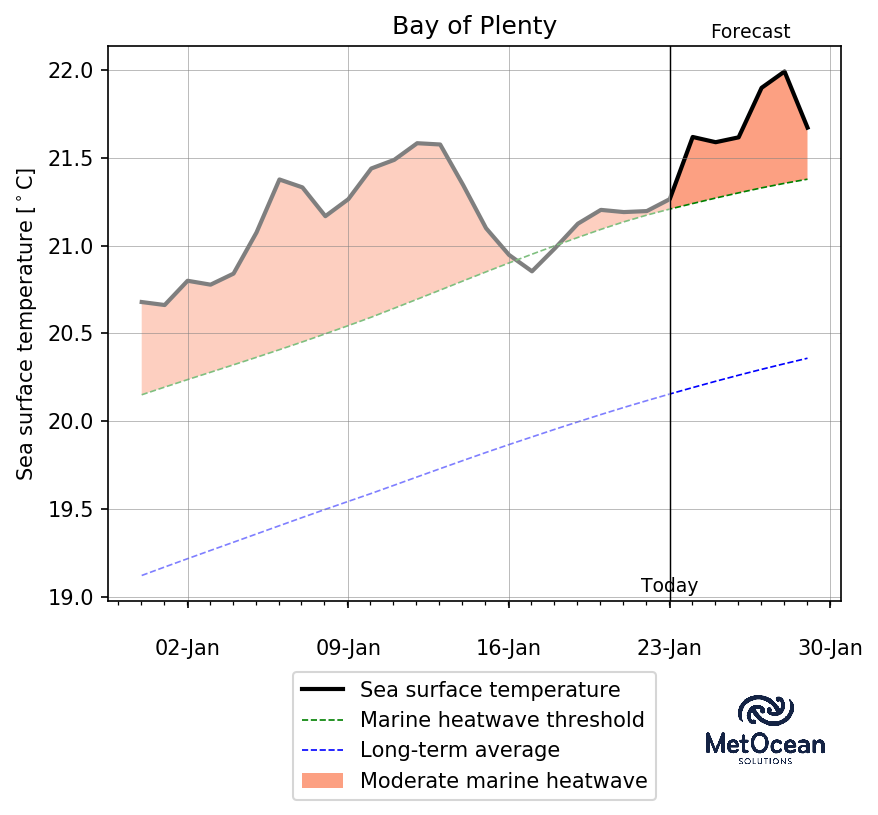 Bay of Plenty
Forecast
Sea surface temperature [°C]
22.0
21.5
21.0
20.5
20.0
19.5
19.0
Today
02-Jan
09-Jan
16-Jan
23-Jan
30-Jan
Sea surface temperature
Marine heatwave threshold
Long-term average
Moderate marine heatwave
MetOcean
SOLUTIONS